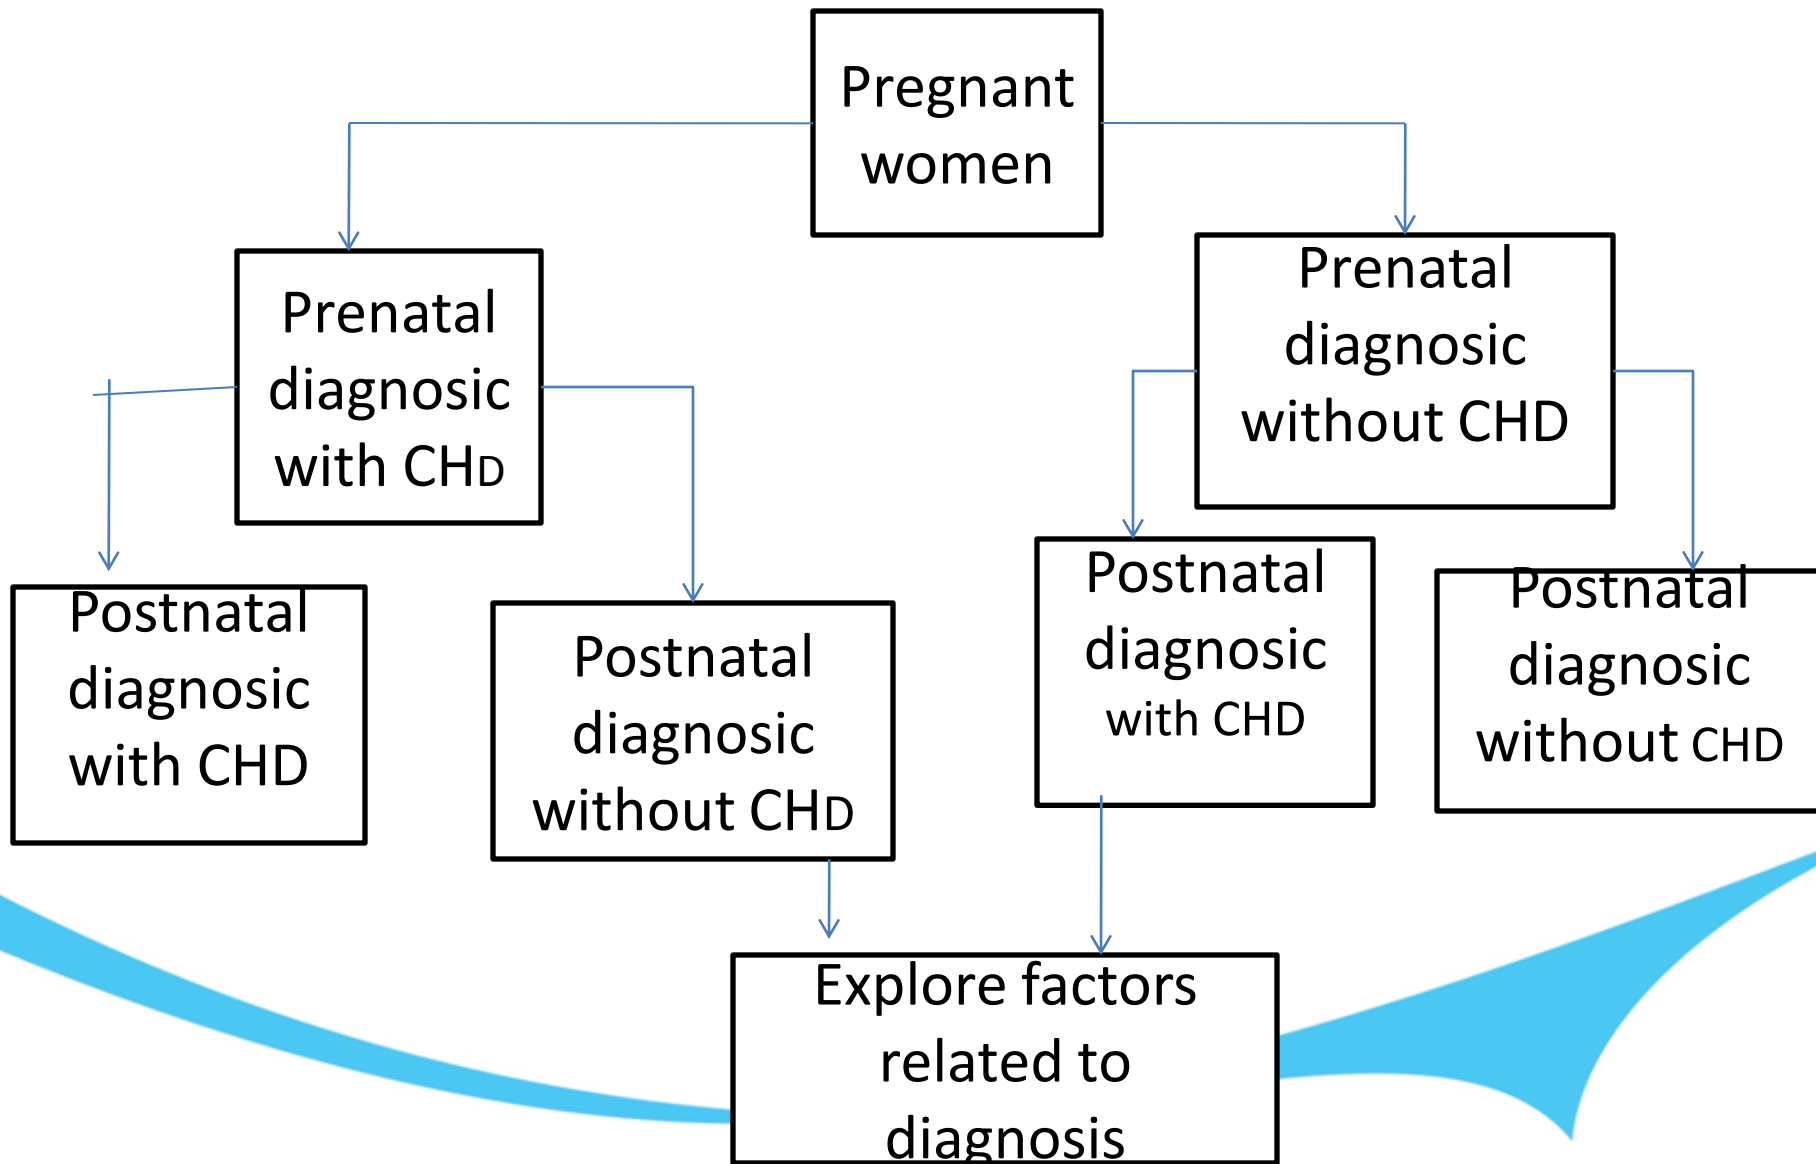 Pregnant
women
Prenatal
diagnosic
with CHD
Prenatal
diagnosic
without CHD
Postnatal
diagnosic
with CHD
Postnatal
diagnosic
without CHD
Postnatal
diagnosic
with CHD
Postnatal
diagnosic
without CHD
Explore factors
related to
diagnosis